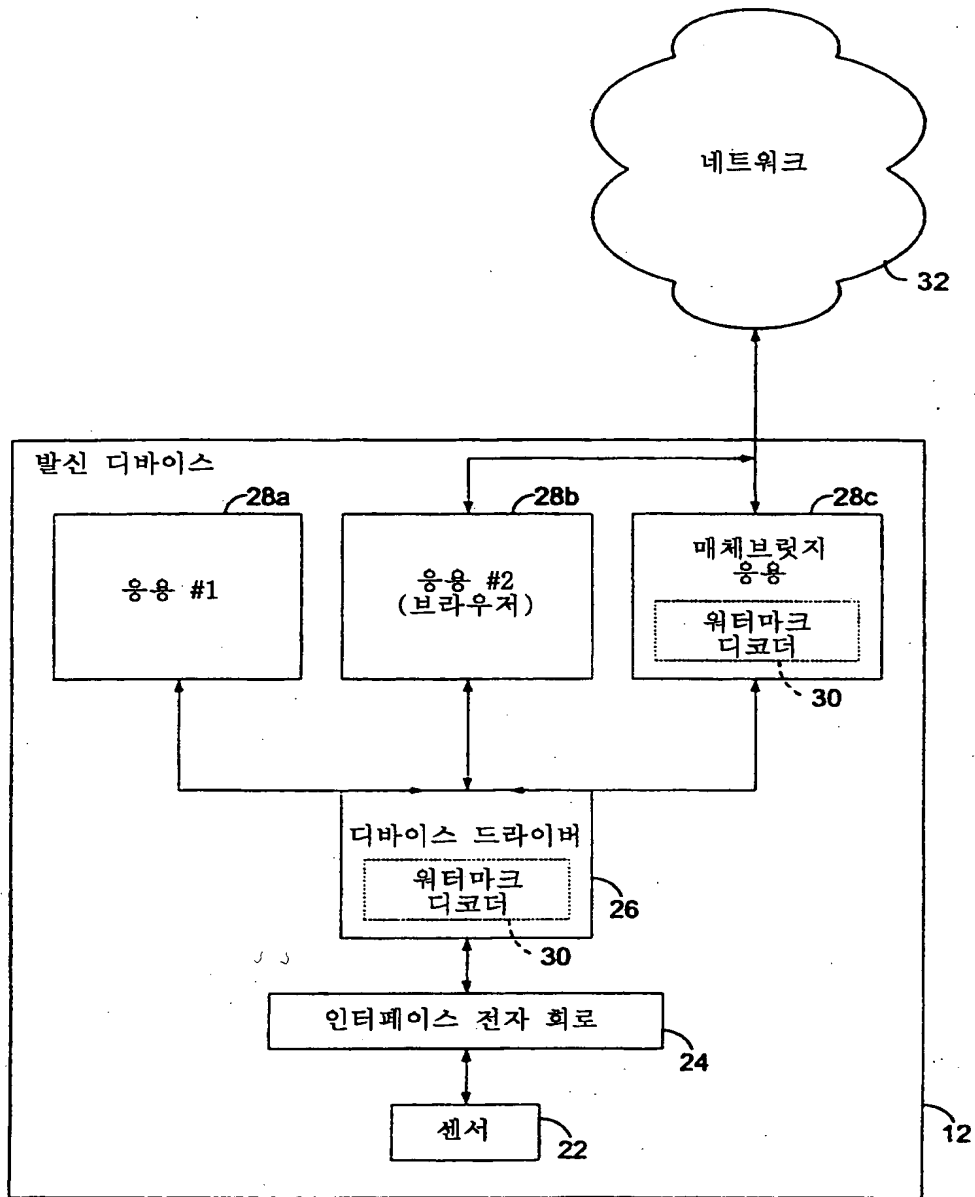 네트워크
32
발신 디바이스
28a
28b
28c
응용 #1
응용 #2
(브라우저)
매체브릿지
응용
워터마크
디코더
30
디바이스 드라이버
워터마크
디코더
26
30
인터페이스 전자 회로
24
센서
22
12